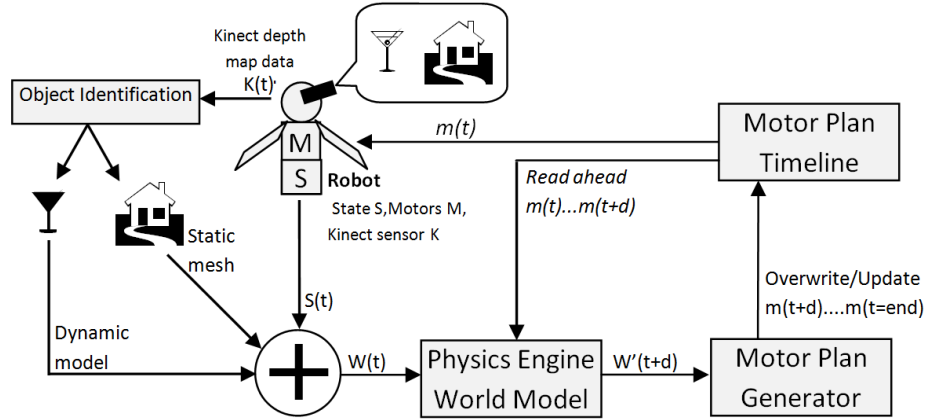 Kinect depth
map data
K(t)
Object Identification
m(t)
Motor Plan
Timeline
M
S
Robot
State S,Motors M,
Kinect sensor K
Read ahead
m(t)...m(t+d)
Static
mesh
S(t)
Overwrite/Update
m(t+d)....m(t=end)
Dynamic
model
W(t)
Physics Engine
World Model
W'(t+d)
Motor Plan
Generator